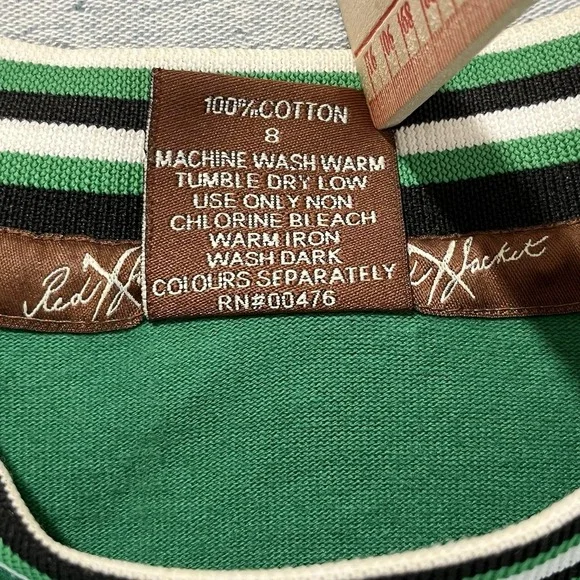 100% COTTON
8
MACHINE WASH WARM
TUMBLE DRY LOW
USE ONLY NON
CHLORINE BLEACH
WARM IRON
WASH DARK
COLOURS SEPARATELY
RN#00476
Red
Jacket